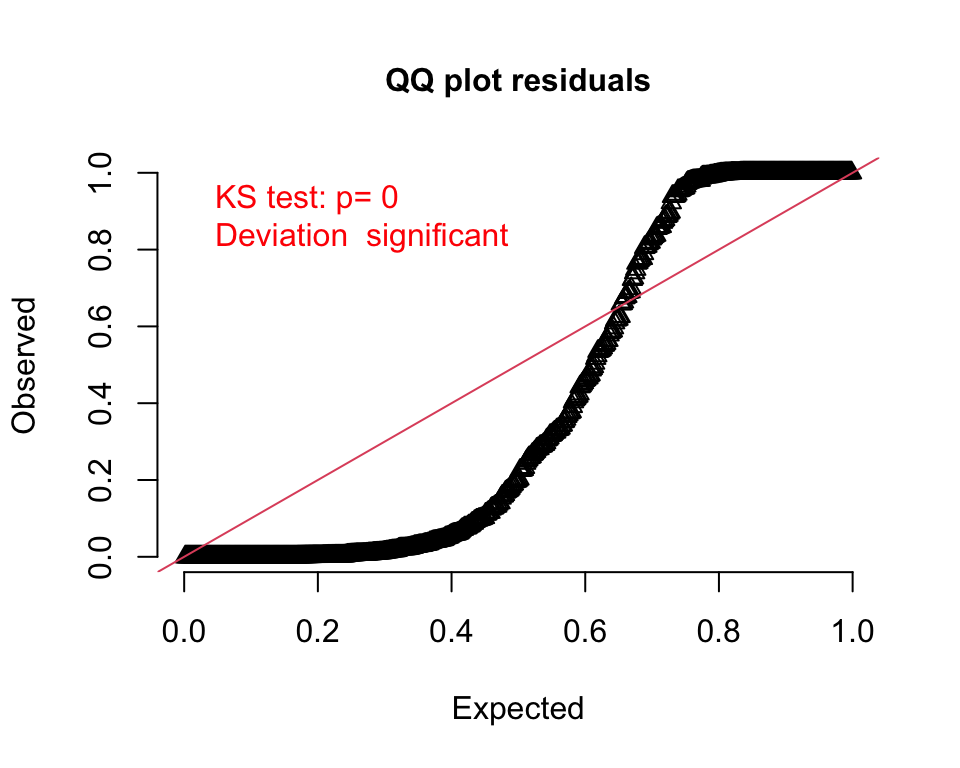 QQ plot residuals
KS test: p= 0
Deviation  significant
Observed
1.0
0.8
0.6
0.4
0.2
0.0
0.0 0.2 0.4 0.6 0.8 1.0
Expected